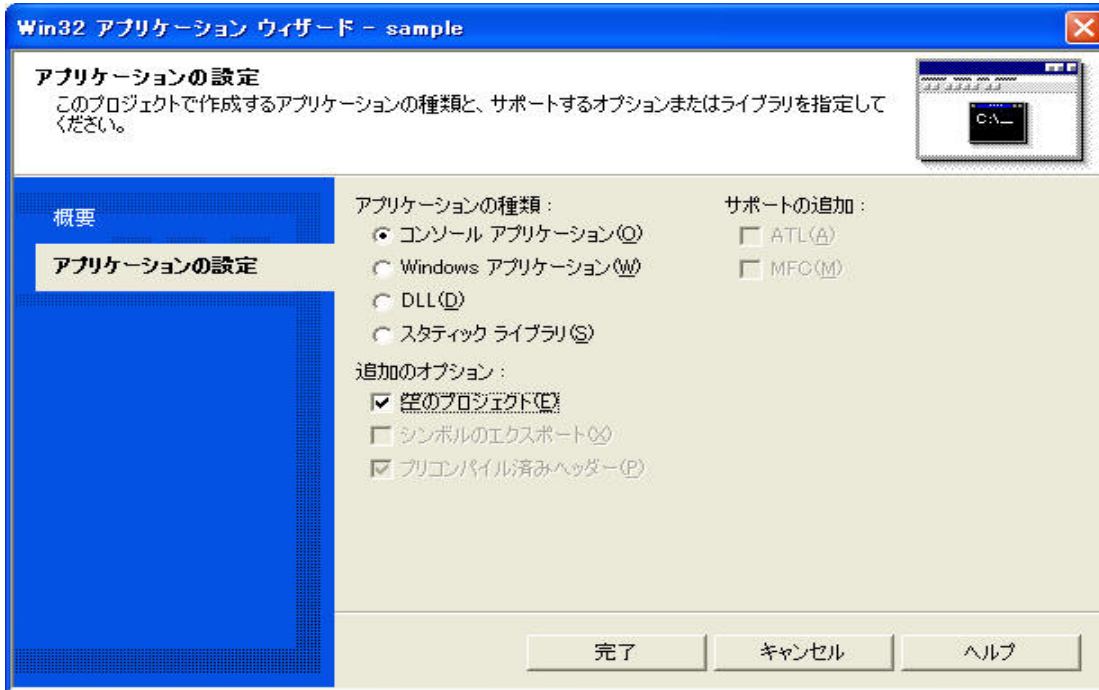 Win32 アプリケーション ウィザード - sample
アプリケーションの設定
このプロジェクトで作成するアプリケーションの種類と、サポートするオプションまたはライブラリを指定して
ください。
C:\_
概要
アプリケーションの設定
アプリケーションの種類:
コンソール アプリケーション(O)
Windows アプリケーション(W)
DLL(D)
スタティック ライブラリ(S)
追加のオプション:
空のプロジェクト(E)
シンボルのエクスポート(X)
プリコンパイル済みヘッダー(P)
サポートの追加:
ATL(A)
MFC(M)
完了
キャンセル
ヘルプ